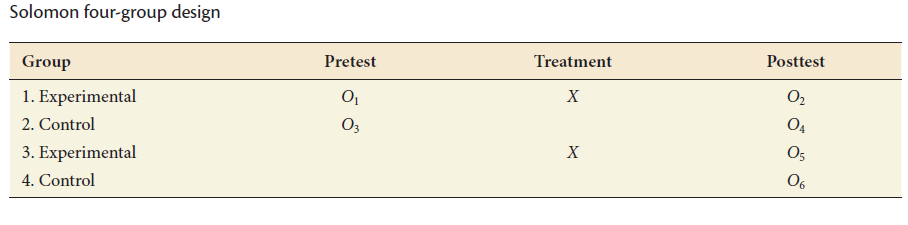 Solomon four-group design
Group Pretest Treatment Posttest
1. Experimental O₁ X O₂
2. Control O₃ O₄
3. Experimental X O₅
4. Control O₆